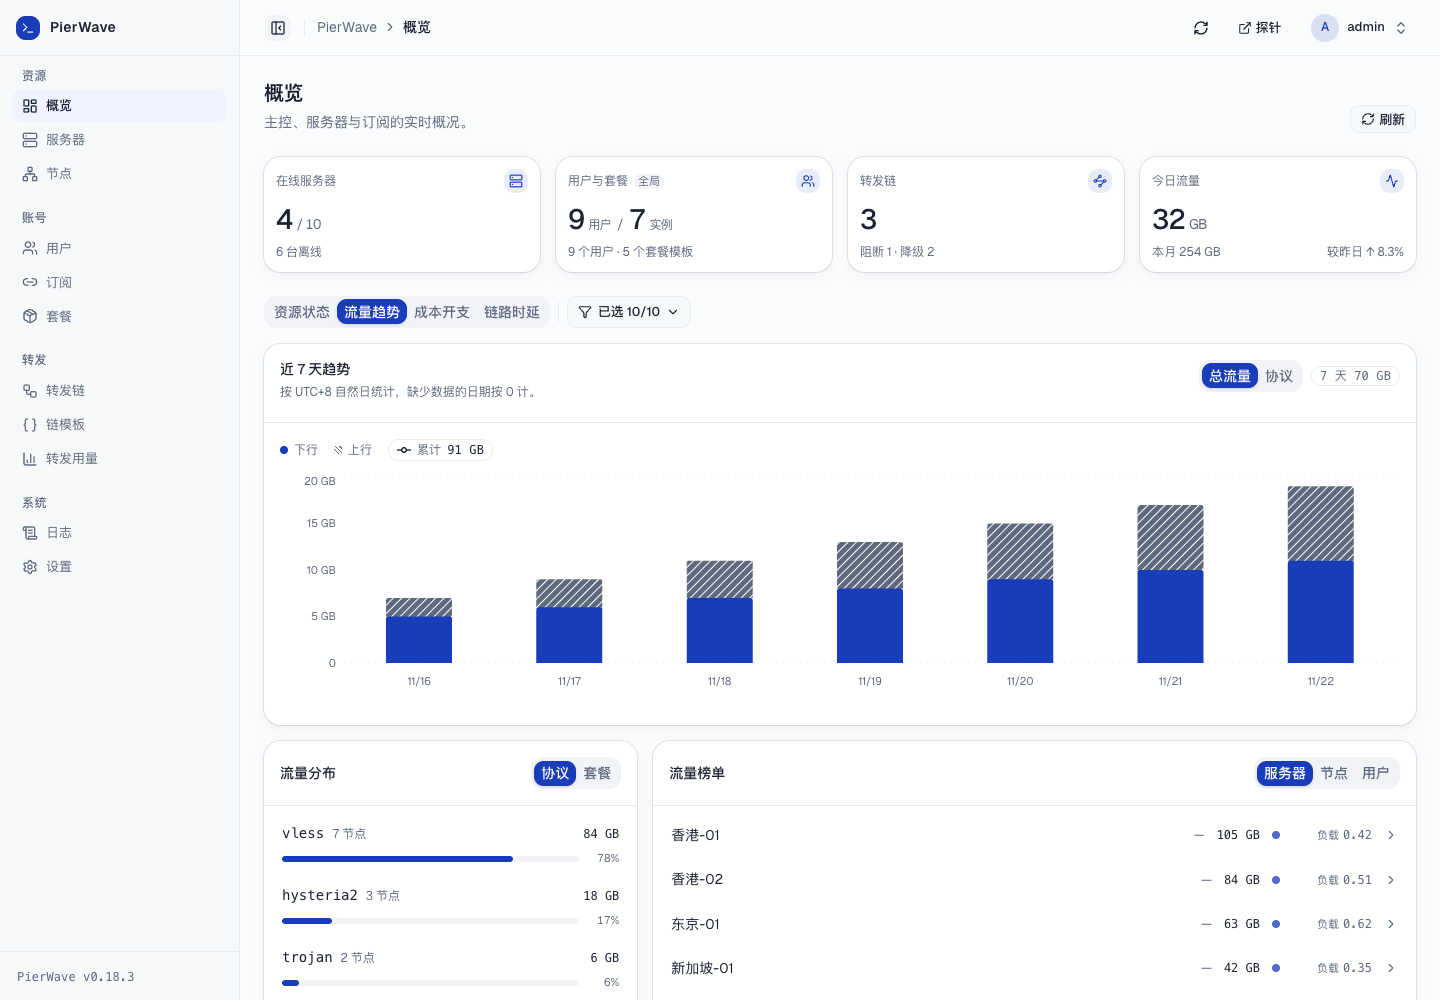 PierWave
PierWave > 概览
探针
A admin
资源
概览
服务器
节点
账号
用户
订阅
套餐
转发
转发链
链模板
转发用量
系统
日志
设置
PierWave v0.18.3
概览
主控、服务器与订阅的实时概况。
刷新
在线服务器
4 / 10
6 台离线
用户与套餐 全局
9 用户 / 7 实例
9 个用户 · 5 个套餐模板
转发链
3
阻断 1 · 降级 2
今日流量
32 GB
本月 254 GB 较昨日 ↑ 8.3%
资源状态 流量趋势 成本开支 链路时延 已选 10/10
近 7 天趋势
按 UTC+8 自然日统计，缺少数据的日期按 0 计。
总流量 协议 7 天 70 GB
下行 上行 累计 91 GB
20 GB
15 GB
10 GB
5 GB
0
11/16 11/17 11/18 11/19 11/20 11/21 11/22
流量分布 协议 套餐
vless 7 节点 84 GB
78%
hysteria2 3 节点 18 GB
17%
trojan 2 节点 6 GB
6%
流量榜单 服务器 节点 用户
香港-01 — 105 GB 负载 0.42
香港-02 — 84 GB 负载 0.51
东京-01 — 63 GB 负载 0.62
新加坡-01 — 42 GB 负载 0.35